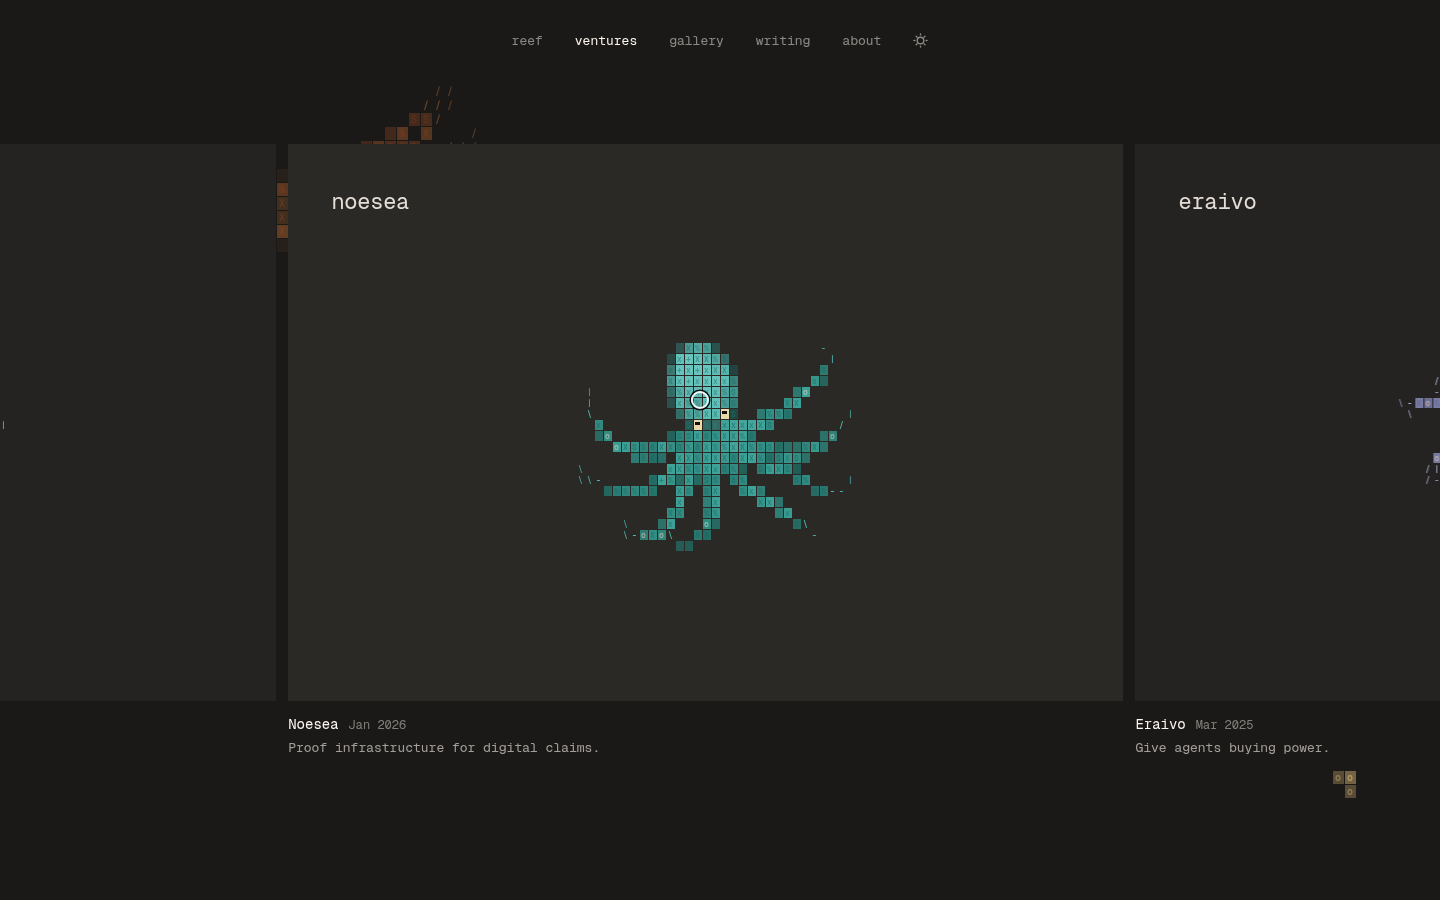 reef ventures gallery writing about
noesea
eraivo
Noesea Jan 2026
Proof infrastructure for digital claims.
Eraivo Mar 2025
Give agents buying power.